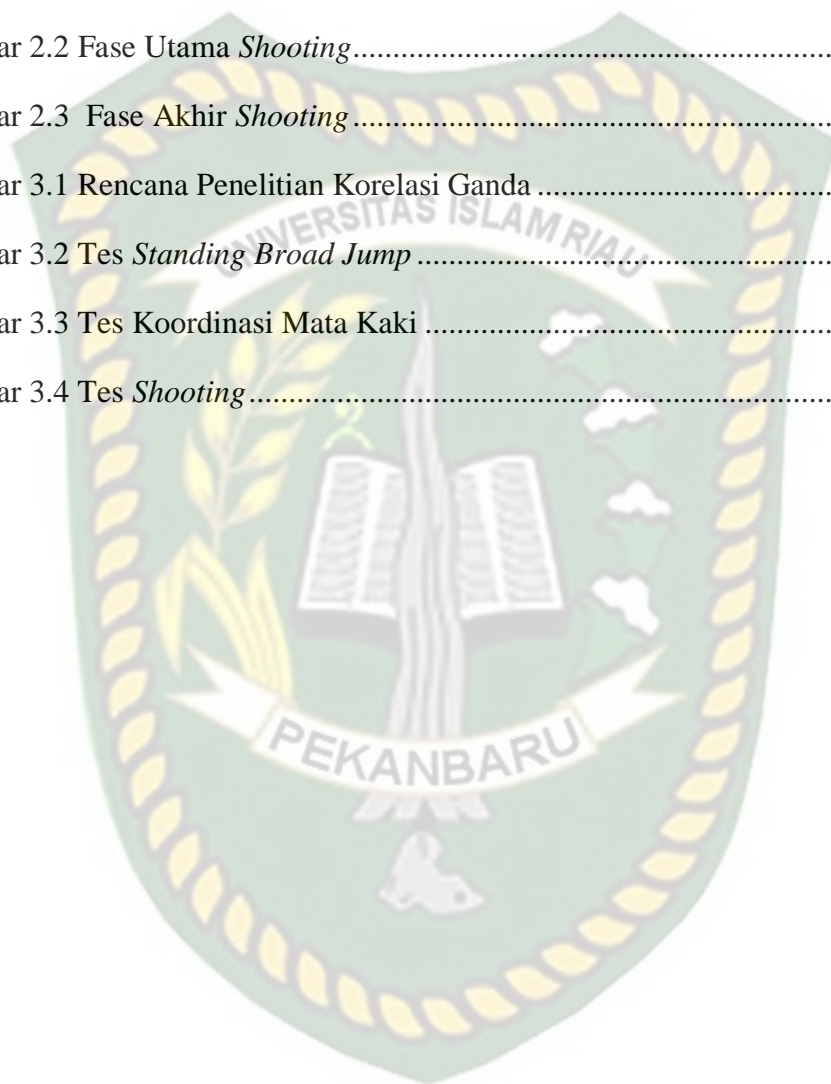 ar 2.2 Fase Utama Shooting........................................................................
ar 2.3  Fase Akhir Shooting........................................................................
ar 3.1 Rencana Penelitian Korelasi Ganda ........................................
UNIVERSITAS ISLAM RIAU
ar 3.2 Tes Standing Broad Jump ...............................................................
ar 3.3 Tes Koordinasi Mata Kaki ..............................................................
ar 3.4 Tes Shooting.......................................................................................
PEKANBARU